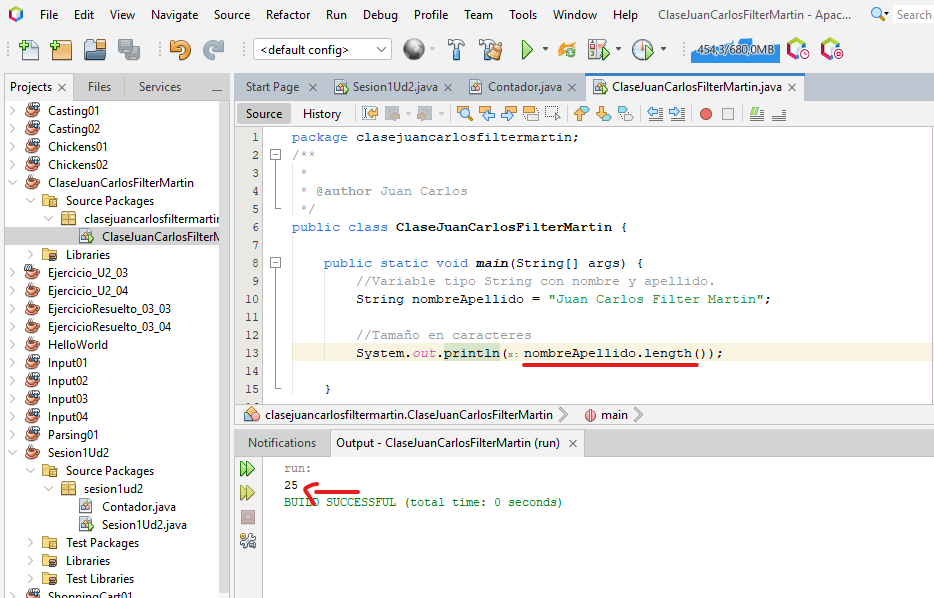 File Edit View Navigate Source Refactor Run Debug Profile Team Tools Window Help ClaseJuanCarlosFilterMartin - Apac... Search
<default config> 454,3/680,0MB
Projects Files Services
Casting01
Casting02
Chickens01
Chickens02
ClaseJuanCarlosFilterMartin
Source Packages
clasejuancarlosfiltermartin
ClaseJuanCarlosFilterM
Libraries
Ejercicio_U2_03
Ejercicio_U2_04
EjercicioResuelto_03_03
EjercicioResuelto_03_04
HelloWorld
Input01
Input02
Input03
Input04
Parsing01
Sesion1Ud2
Source Packages
sesion1ud2
Contador.java
Sesion1Ud2.java
Test Packages
Libraries
Test Libraries
ShoppingCart01
Start Page Sesion1Ud2.java Contador.java ClaseJuanCarlosFilterMartin.java
Source History
1 package clasejuancarlosfiltermartin;
2 /**
3 *
4 * @author Juan Carlos
5 */
6 public class ClaseJuanCarlosFilterMartin {
7
8 public static void main(String[] args) {
9 //Variable tipo String con nombre y apellido.
10 String nombreApellido = "Juan Carlos Filter Martin";
11
12 //Tamaño en caracteres
13 System.out.println(x: nombreApellido.length());
14
15 }
clasejuancarlosfiltermartin.ClaseJuanCarlosFilterMartin main
Notifications Output - ClaseJuanCarlosFilterMartin (run)
run:
25
BUILD SUCCESSFUL (total time: 0 seconds)